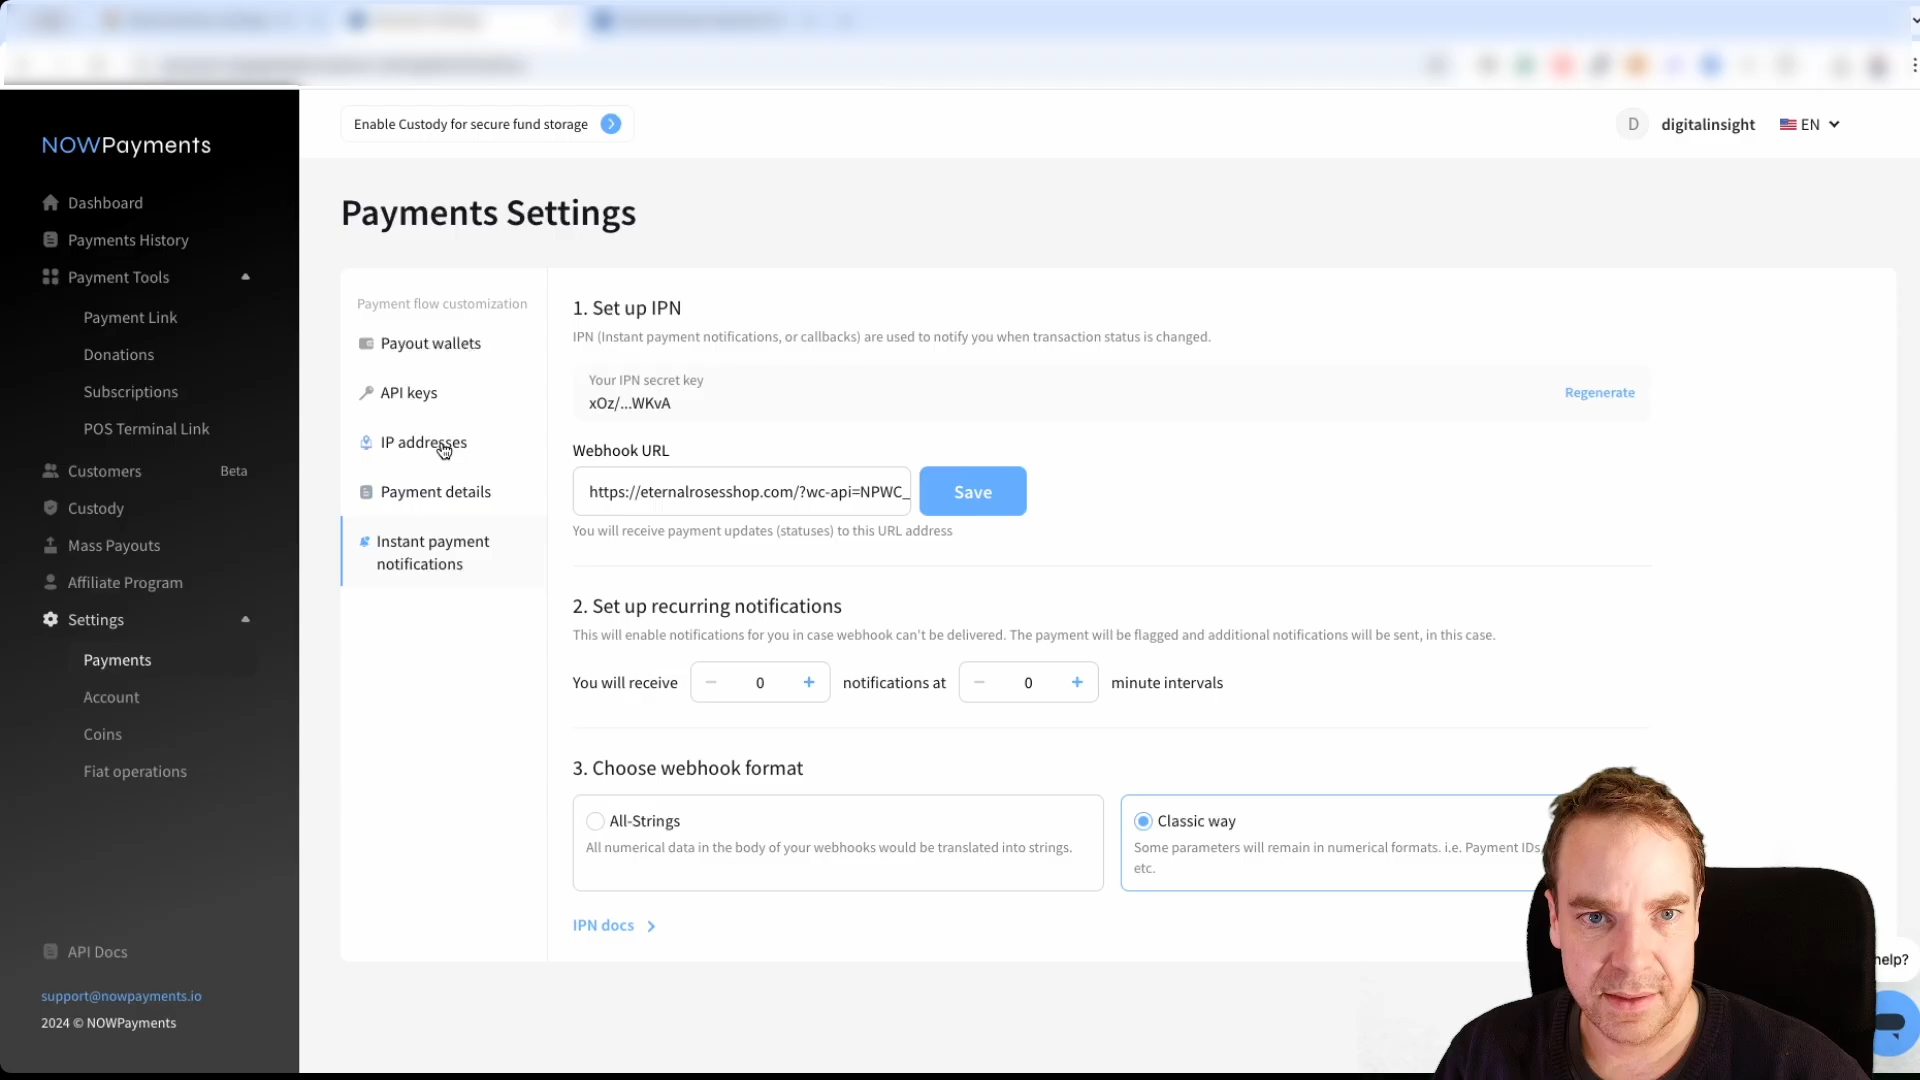 Enable Custody for secure fund storage
D
digitalinsight
EN
NOWPayments
Dashboard
Payments History
Payment Tools
Payment Link
Donations
Subscriptions
POS Terminal Link
Customers
Beta
Custody
Mass Payouts
Affiliate Program
Settings
Payments
Account
Coins
Fiat operations
API Docs
support@nowpayments.io
2024 © NOWPayments
Payments Settings
Payment flow customization
Payout wallets
API keys
IP addresses
Payment details
Instant payment
notifications
1. Set up IPN
IPN (Instant payment notifications, or callbacks) are used to notify you when transaction status is changed.
Your IPN secret key
xOz/...WKvA
Regenerate
Webhook URL
https://eternalrosesshop.com/?wc-api=NPWC_
Save
You will receive payment updates (statuses) to this URL address
2. Set up recurring notifications
This will enable notifications for you in case webhook can't be delivered. The payment will be flagged and additional notifications will be sent, in this case.
You will receive
− 0 +
notifications at
− 0 +
minute intervals
3. Choose webhook format
All-Strings
All numerical data in the body of your webhooks would be translated into strings.
Classic way
Some parameters will remain in numerical formats. i.e. Payment IDs,
etc.
IPN docs
help?